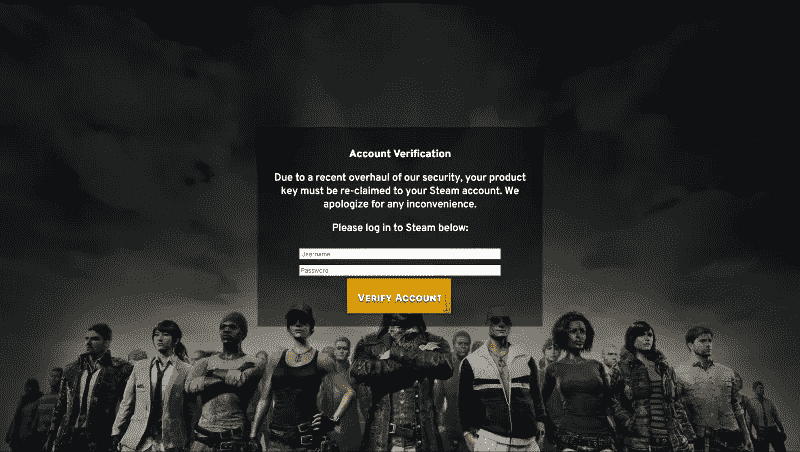 Account Verification
Due to a recent overhaul of our security, your product
key must be re-claimed to your Steam account. We
apologize for any inconvenience.
Please log in to Steam below:
Username
Password
Verify Account